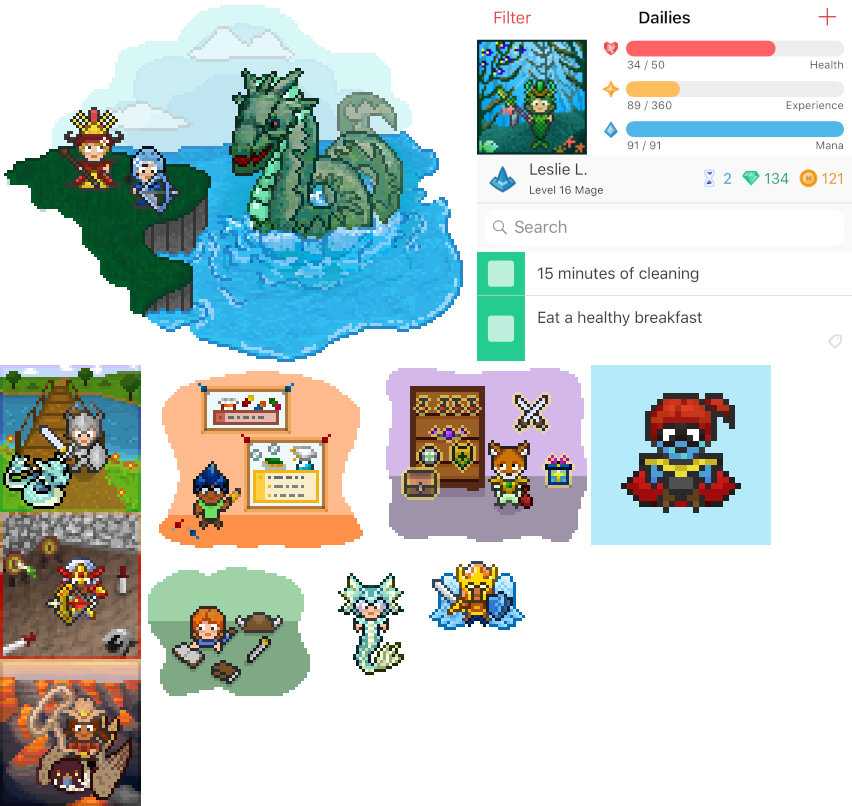 Filter
Dailies
+
34 / 50
Health
89 / 360
Experience
91 / 91
Mana
Leslie L.
2
134
121
Level 16 Mage
Search
15 minutes of cleaning
Eat a healthy breakfast